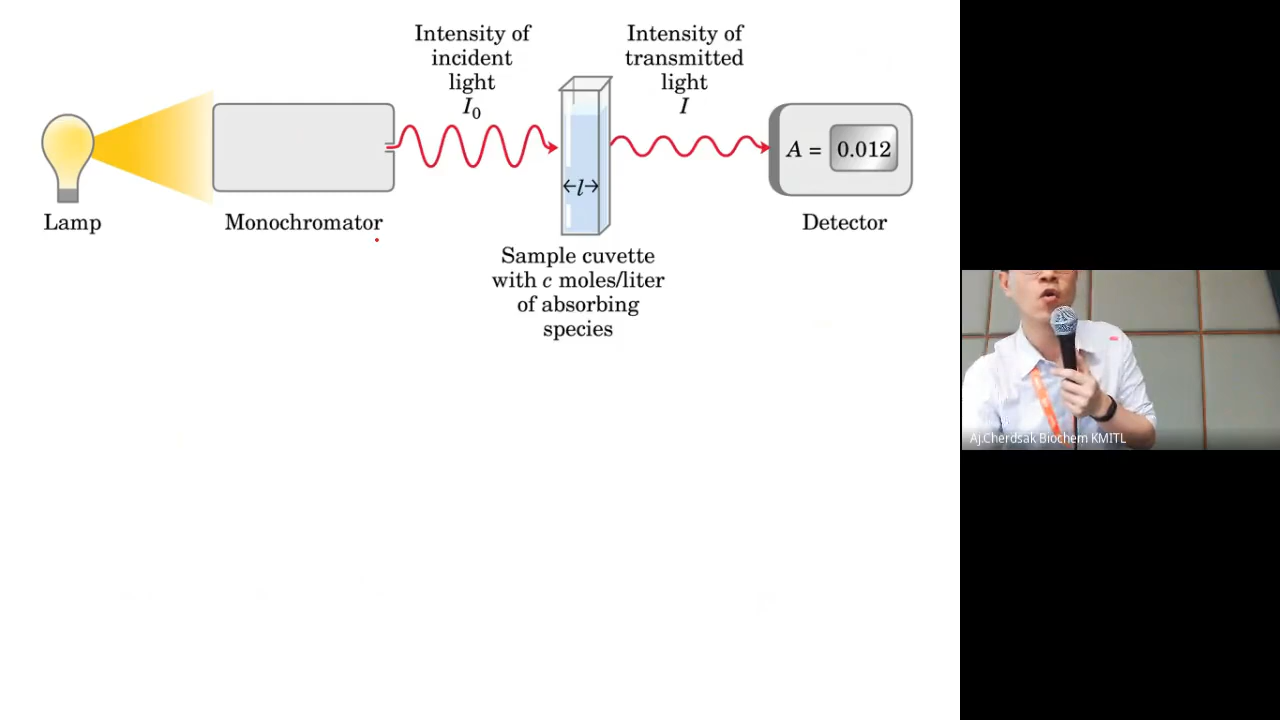 Intensity of
incident
light
I₀
Intensity of
transmitted
light
I
A = 0.012
l
Lamp
Monochromator
Detector
Sample cuvette
with c moles/liter
of absorbing
species
Aj.Cherdsak Biochem KMITL